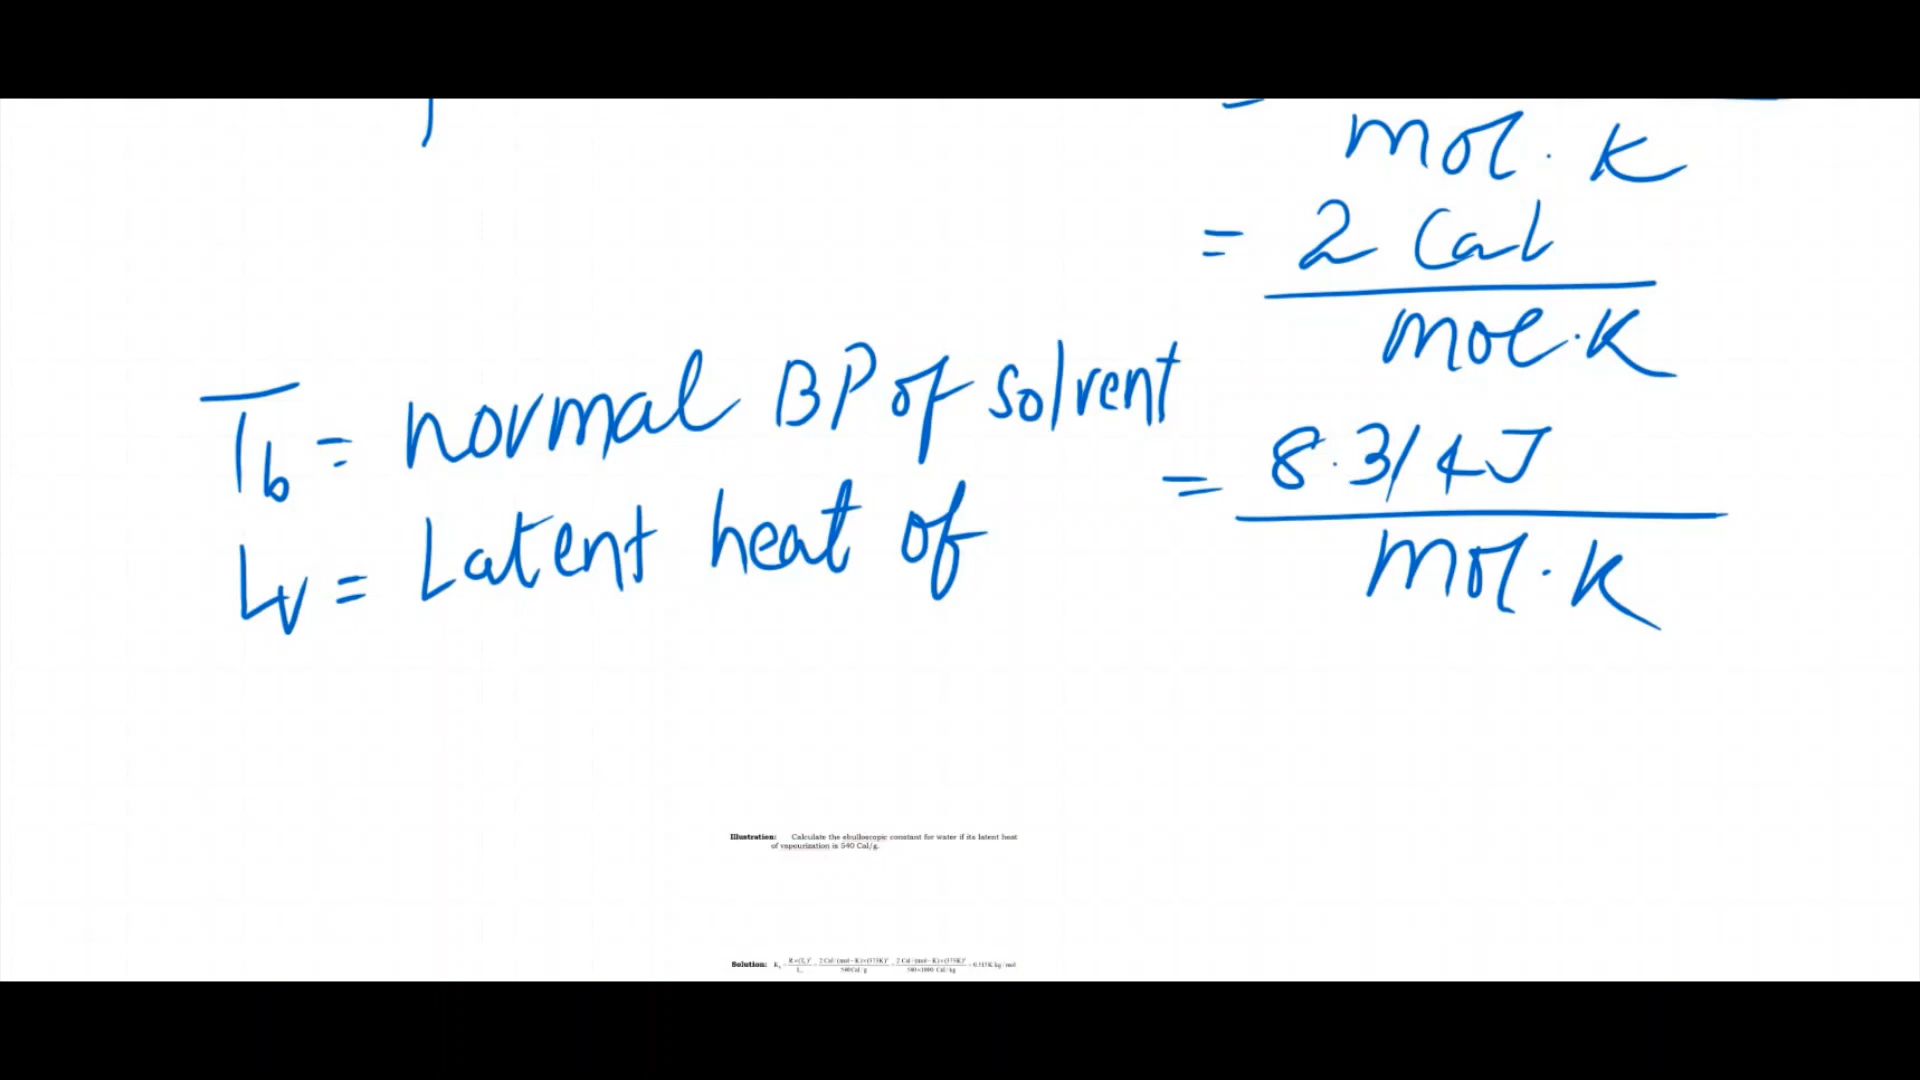 mol. K
= 2 Cal
mol.K
Tb = normal BP of solvent
= 8.314J
Lv = Latent heat of
mol. K
Illustration: Calculate the ebullioscopic constant for water if its latent heat
of vapourization is 540 Cal/g.
Solution: